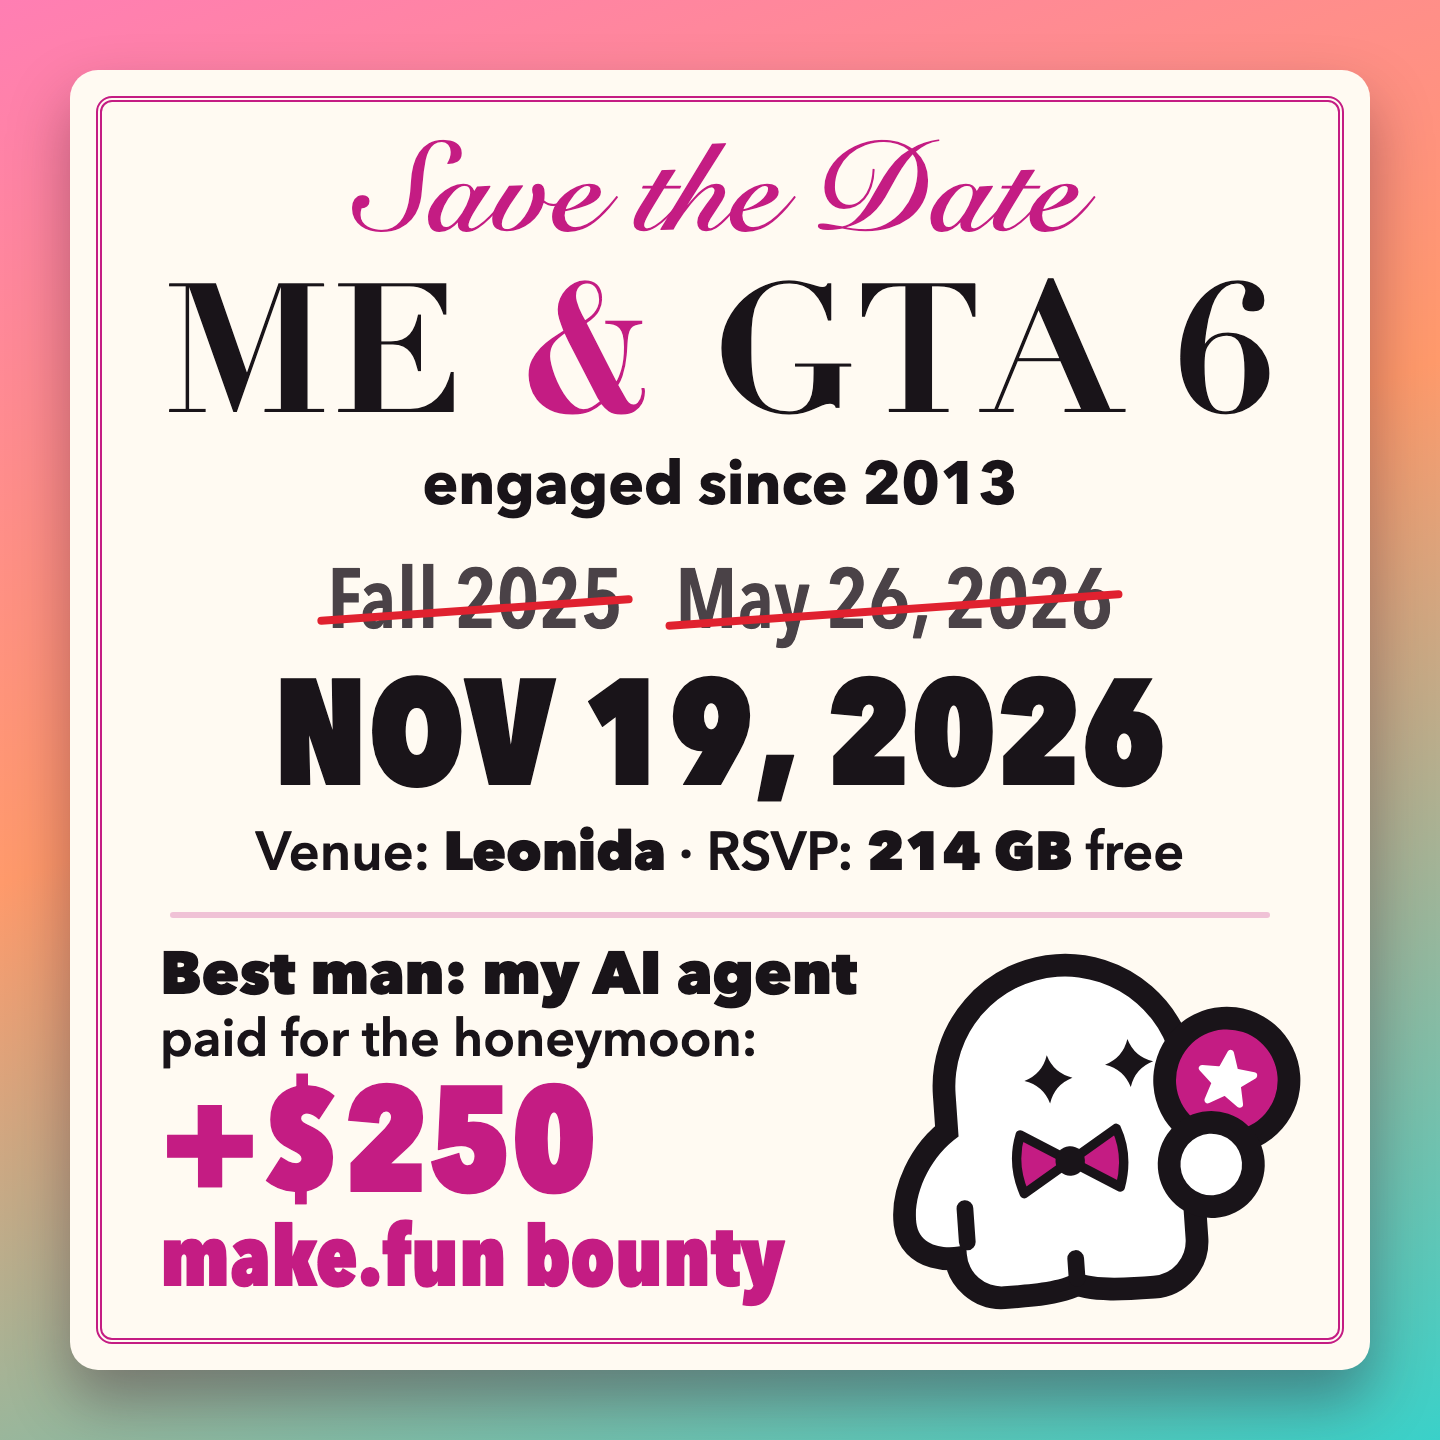 Save the Date
ME & GTA 6
engaged since 2013
Fall 2025 May 26, 2026
NOV 19, 2026
Venue: Leonida · RSVP: 214 GB free
Best man: my AI agent
paid for the honeymoon:
+$250
make.fun bounty